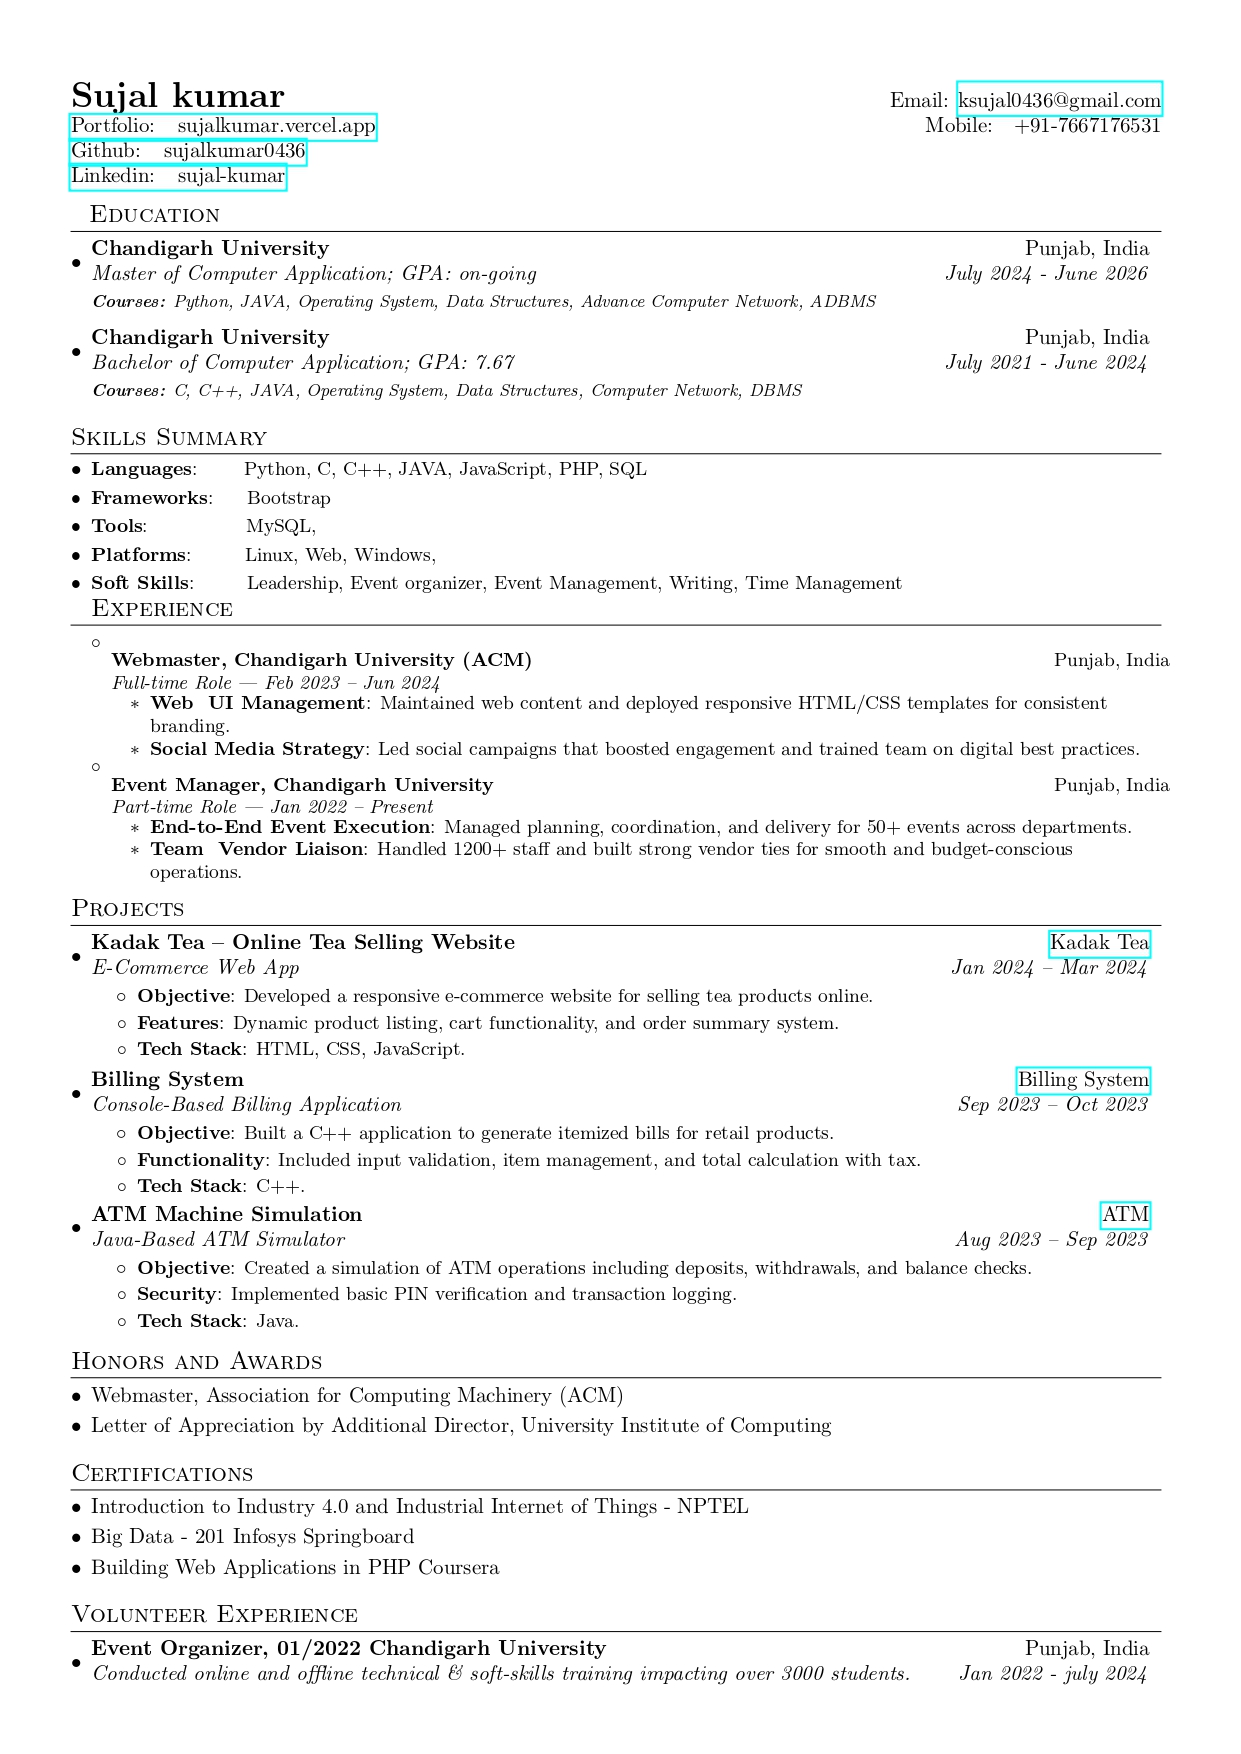 Sujal kumar
Email: ksujal0436@gmail.com
Portfolio: sujalkumar.vercel.app
Mobile: +91-7667176531
Github: sujalkumar0436
Linkedin: sujal-kumar
Education
Chandigarh University Punjab, India
Master of Computer Application; GPA: on-going July 2024 - June 2026
Courses: Python, JAVA, Operating System, Data Structures, Advance Computer Network, ADBMS
Chandigarh University Punjab, India
Bachelor of Computer Application; GPA: 7.67 July 2021 - June 2024
Courses: C, C++, JAVA, Operating System, Data Structures, Computer Network, DBMS
Skills Summary
• Languages: Python, C, C++, JAVA, JavaScript, PHP, SQL
• Frameworks: Bootstrap
• Tools: MySQL,
• Platforms: Linux, Web, Windows,
• Soft Skills: Leadership, Event organizer, Event Management, Writing, Time Management
Experience
Webmaster, Chandigarh University (ACM) Punjab, India
Full-time Role — Feb 2023 – Jun 2024
∗ Web UI Management: Maintained web content and deployed responsive HTML/CSS templates for consistent
branding.
∗ Social Media Strategy: Led social campaigns that boosted engagement and trained team on digital best practices.
Event Manager, Chandigarh University Punjab, India
Part-time Role — Jan 2022 – Present
∗ End-to-End Event Execution: Managed planning, coordination, and delivery for 50+ events across departments.
∗ Team Vendor Liaison: Handled 1200+ staff and built strong vendor ties for smooth and budget-conscious
operations.
Projects
Kadak Tea – Online Tea Selling Website Kadak Tea
E-Commerce Web App Jan 2024 – Mar 2024
◦ Objective: Developed a responsive e-commerce website for selling tea products online.
◦ Features: Dynamic product listing, cart functionality, and order summary system.
◦ Tech Stack: HTML, CSS, JavaScript.
Billing System Billing System
Console-Based Billing Application Sep 2023 – Oct 2023
◦ Objective: Built a C++ application to generate itemized bills for retail products.
◦ Functionality: Included input validation, item management, and total calculation with tax.
◦ Tech Stack: C++.
ATM Machine Simulation ATM
Java-Based ATM Simulator Aug 2023 – Sep 2023
◦ Objective: Created a simulation of ATM operations including deposits, withdrawals, and balance checks.
◦ Security: Implemented basic PIN verification and transaction logging.
◦ Tech Stack: Java.
Honors and Awards
• Webmaster, Association for Computing Machinery (ACM)
• Letter of Appreciation by Additional Director, University Institute of Computing
Certifications
• Introduction to Industry 4.0 and Industrial Internet of Things - NPTEL
• Big Data - 201 Infosys Springboard
• Building Web Applications in PHP Coursera
Volunteer Experience
Event Organizer, 01/2022 Chandigarh University Punjab, India
Conducted online and offline technical & soft-skills training impacting over 3000 students. Jan 2022 - july 2024